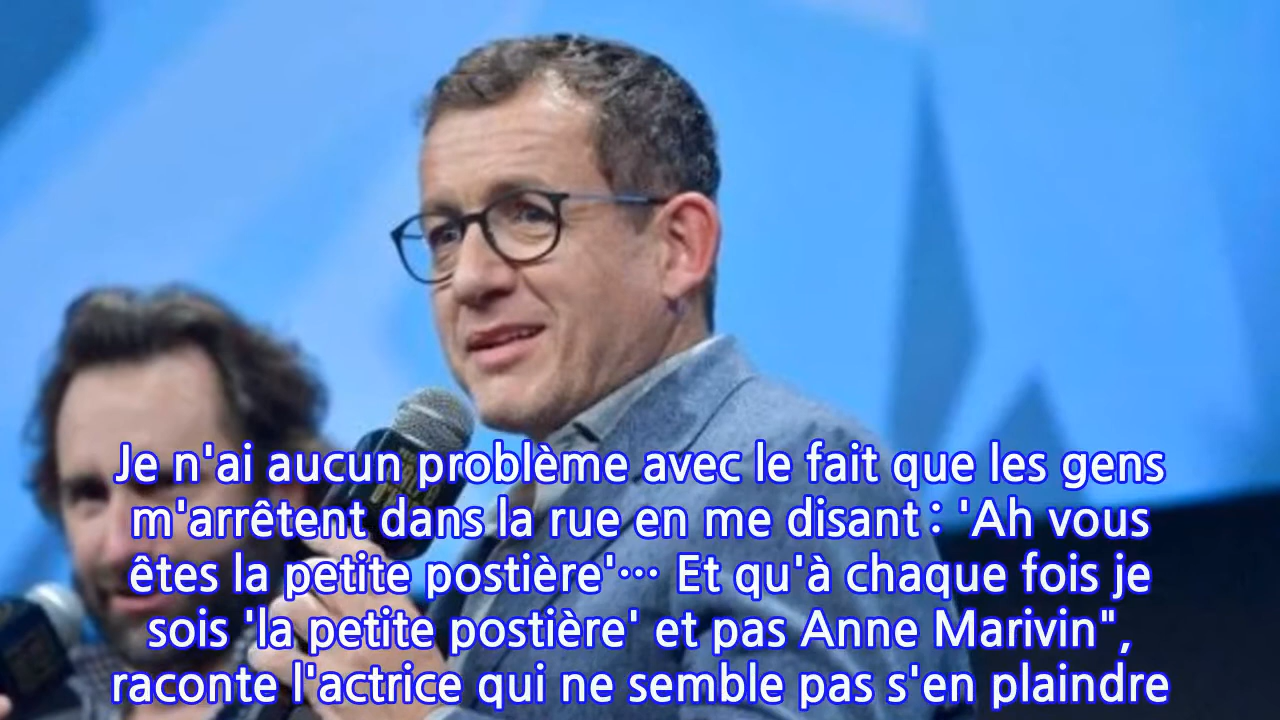 Je n'ai aucun problème avec le fait que les gens
m'arrêtent dans la rue en me disant : 'Ah vous
êtes la petite postière'… Et qu'à chaque fois je
sois 'la petite postière' et pas Anne Marivin",
raconte l'actrice qui ne semble pas s'en plaindre